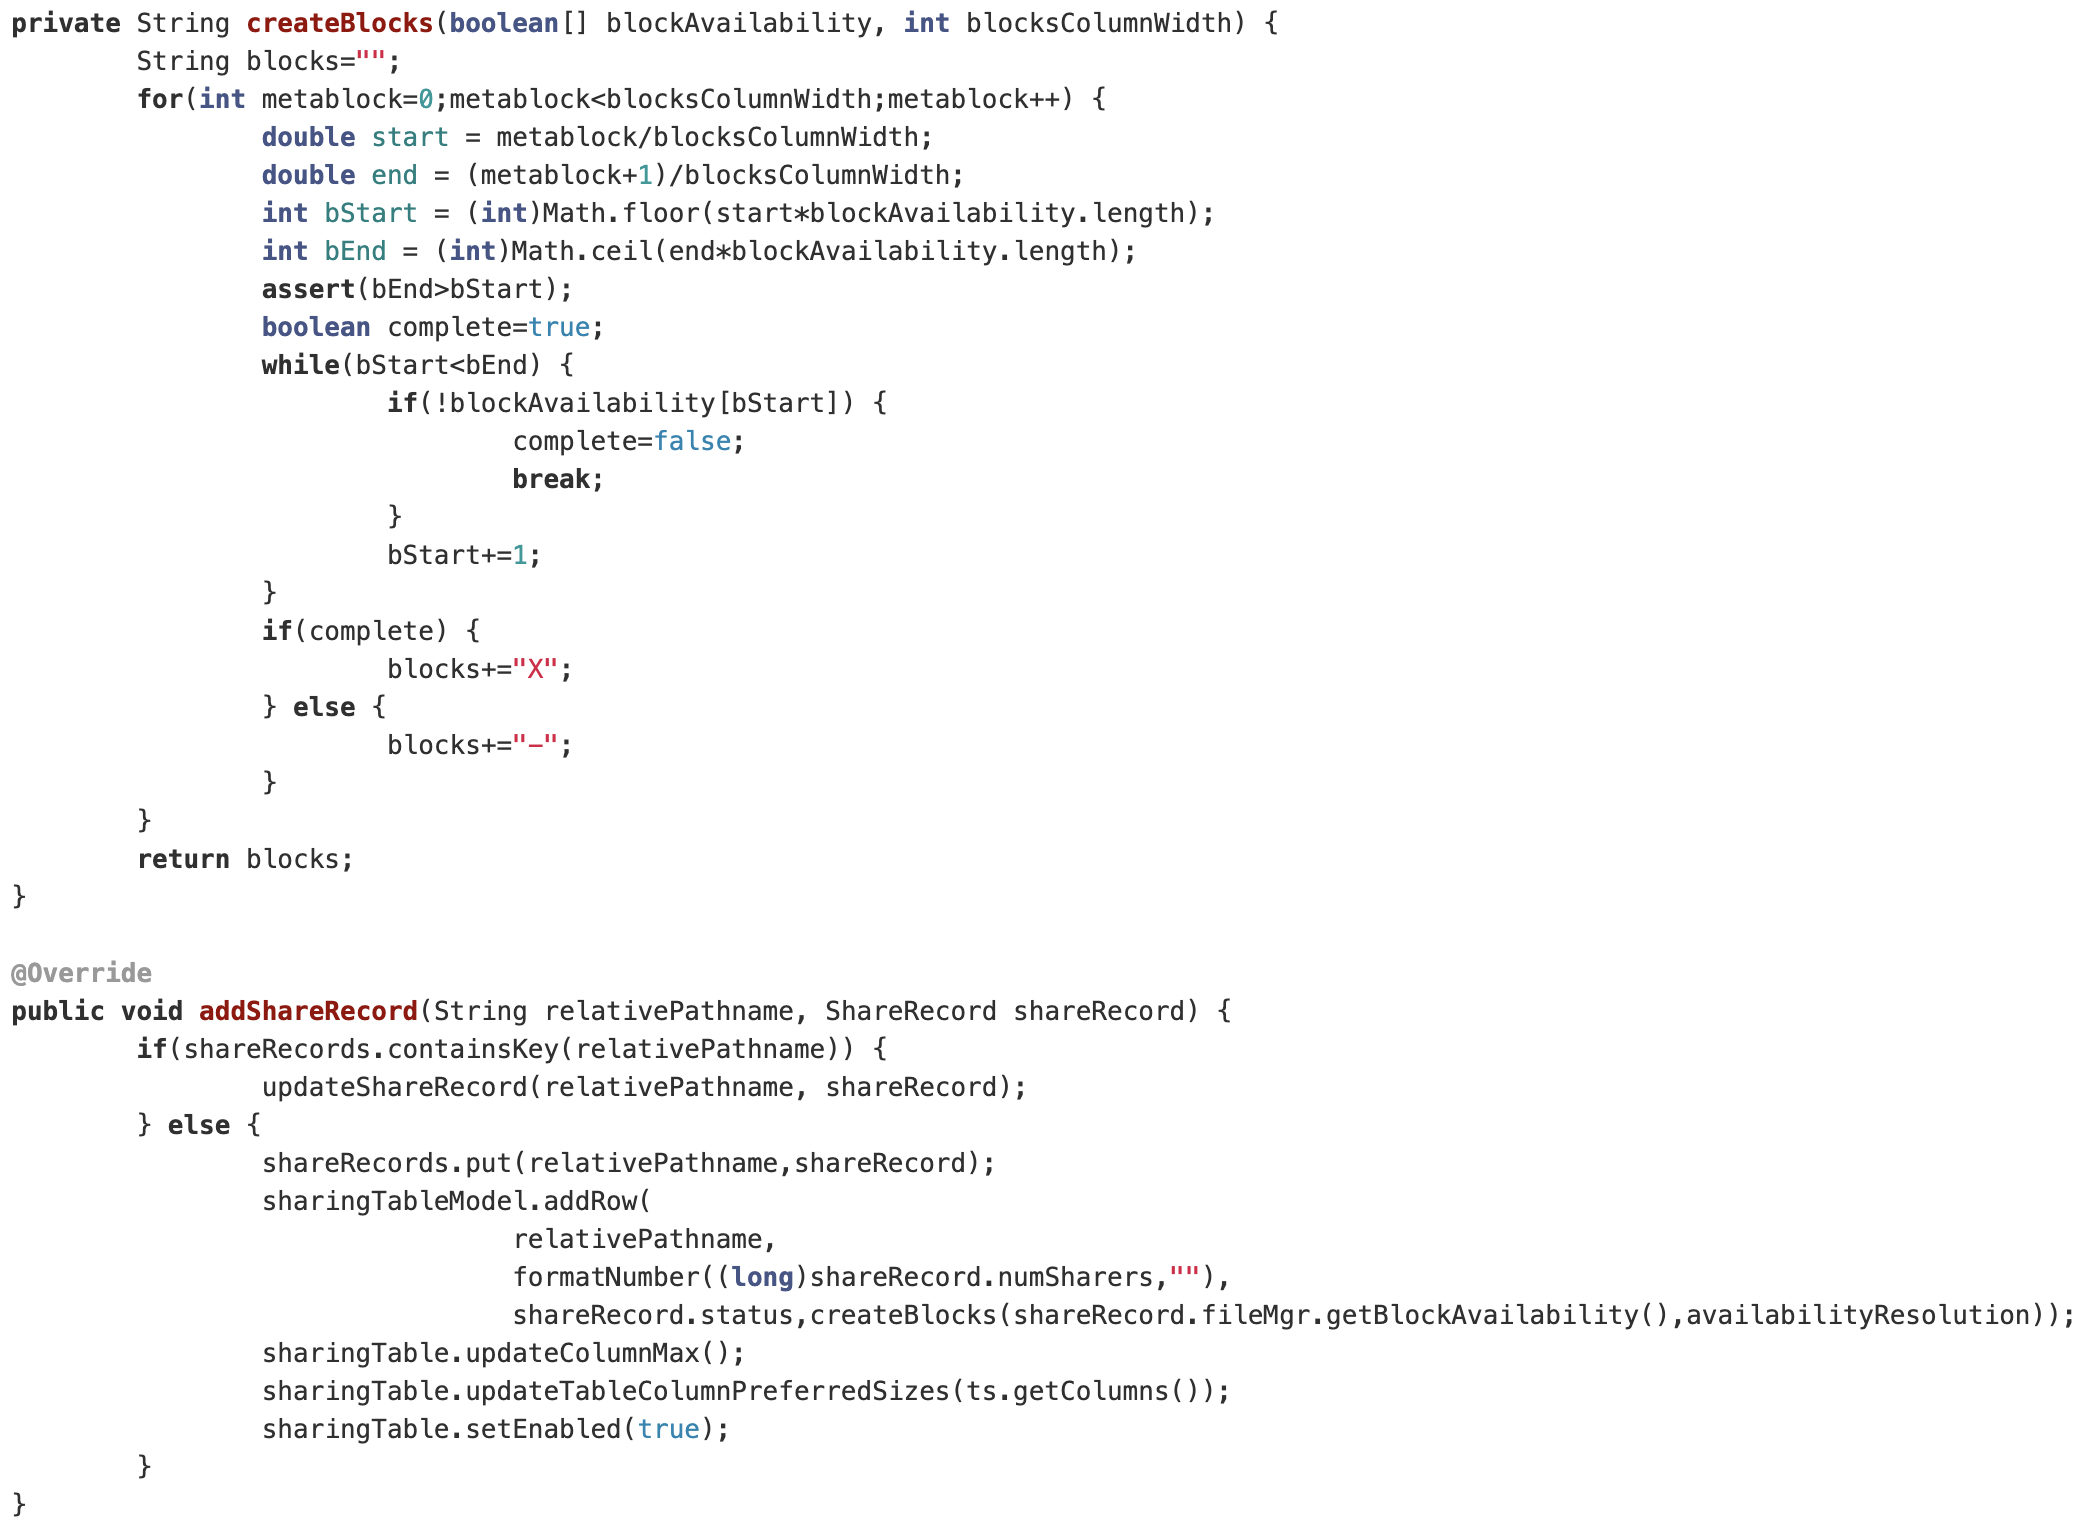 private String createBlocks(boolean[] blockAvailability, int blocksColumnWidth) {
        String blocks="";
        for(int metablock=0;metablock<blocksColumnWidth;metablock++) {
                double start = metablock/blocksColumnWidth;
                double end = (metablock+1)/blocksColumnWidth;
                int bStart = (int)Math.floor(start*blockAvailability.length);
                int bEnd = (int)Math.ceil(end*blockAvailability.length);
                assert(bEnd>bStart);
                boolean complete=true;
                while(bStart<bEnd) {
                        if(!blockAvailability[bStart]) {
                                complete=false;
                                break;
                        }
                        bStart+=1;
                }
                if(complete) {
                        blocks+="X";
                } else {
                        blocks+="-";
                }
        }
        return blocks;
}

@Override
public void addShareRecord(String relativePathname, ShareRecord shareRecord) {
        if(shareRecords.containsKey(relativePathname)) {
                updateShareRecord(relativePathname, shareRecord);
        } else {
                shareRecords.put(relativePathname,shareRecord);
                sharingTableModel.addRow(
                                relativePathname,
                                formatNumber((long)shareRecord.numSharers,""),
                                shareRecord.status,createBlocks(shareRecord.fileMgr.getBlockAvailability(),availabilityResolution));
                sharingTable.updateColumnMax();
                sharingTable.updateTableColumnPreferredSizes(ts.getColumns());
                sharingTable.setEnabled(true);
        }
}